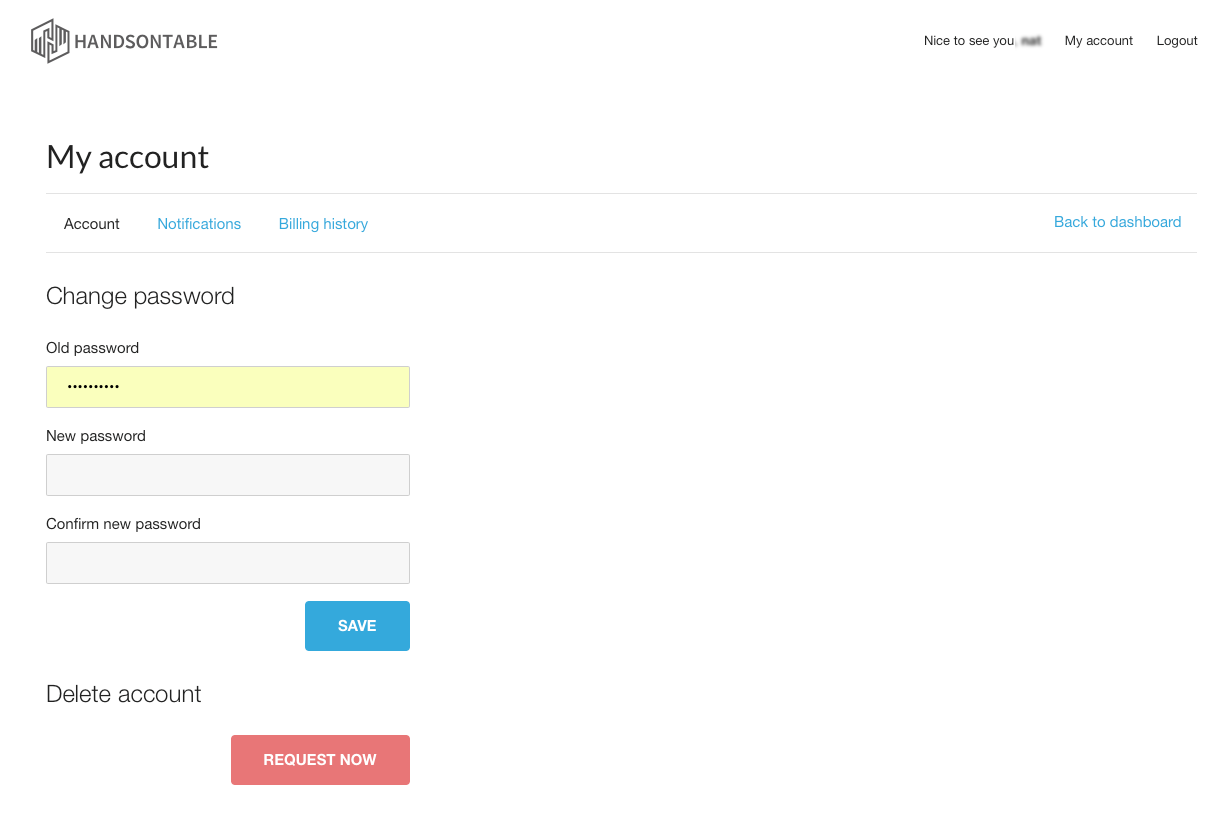 HANDSONTABLE
Nice to see you, My account Logout
My account
Account Notifications Billing history Back to dashboard
Change password
Old password
••••••••••
New password
Confirm new password
SAVE
Delete account
REQUEST NOW